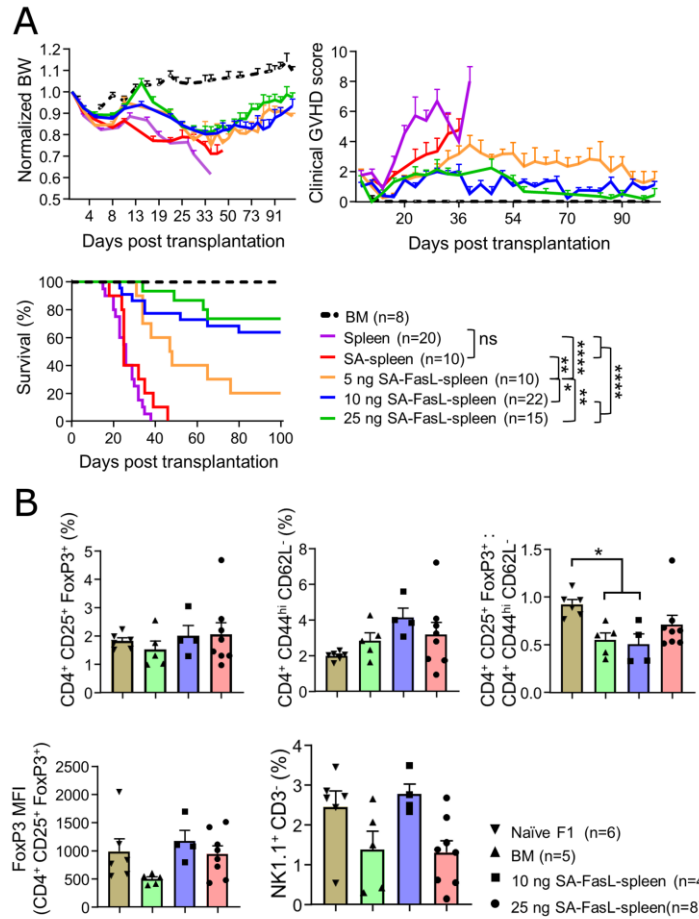 A
Normalized BW
1.2
1.1
1.0
0.9
0.8
0.7
0.6
0.5
4 8 13 19 25 33 50 73 91
Days post transplantation
Clinical GVHD score
10
8
6
4
2
0
20 36 54 70 90
Days post transplantation
Survival (%)
100
80
60
40
20
0
0 20 40 60 80 100
Days post transplantation
BM (n=8)
Spleen (n=20)
SA-spleen (n=10)
5 ng SA-FasL-spleen (n=10)
10 ng SA-FasL-spleen (n=22)
25 ng SA-FasL-spleen (n=15)
ns
***
*
****
**
****
B
CD4+ CD25+ FoxP3+ (%)
5
4
3
2
1
0
CD4+ CD44hi CD62L- (%)
10
8
6
4
2
0
CD4+ CD25+ FoxP3+ :
CD4+ CD44hi CD62L-
1.5
1.0
0.5
0.0
*
FoxP3 MFI
(CD4+ CD25+ FoxP3+)
2500
2000
1500
1000
500
0
NK1.1+ CD3- (%)
4
3
2
1
0
Naïve F1 (n=6)
BM (n=5)
10 ng SA-FasL-spleen (n=4
25 ng SA-FasL-spleen(n=8